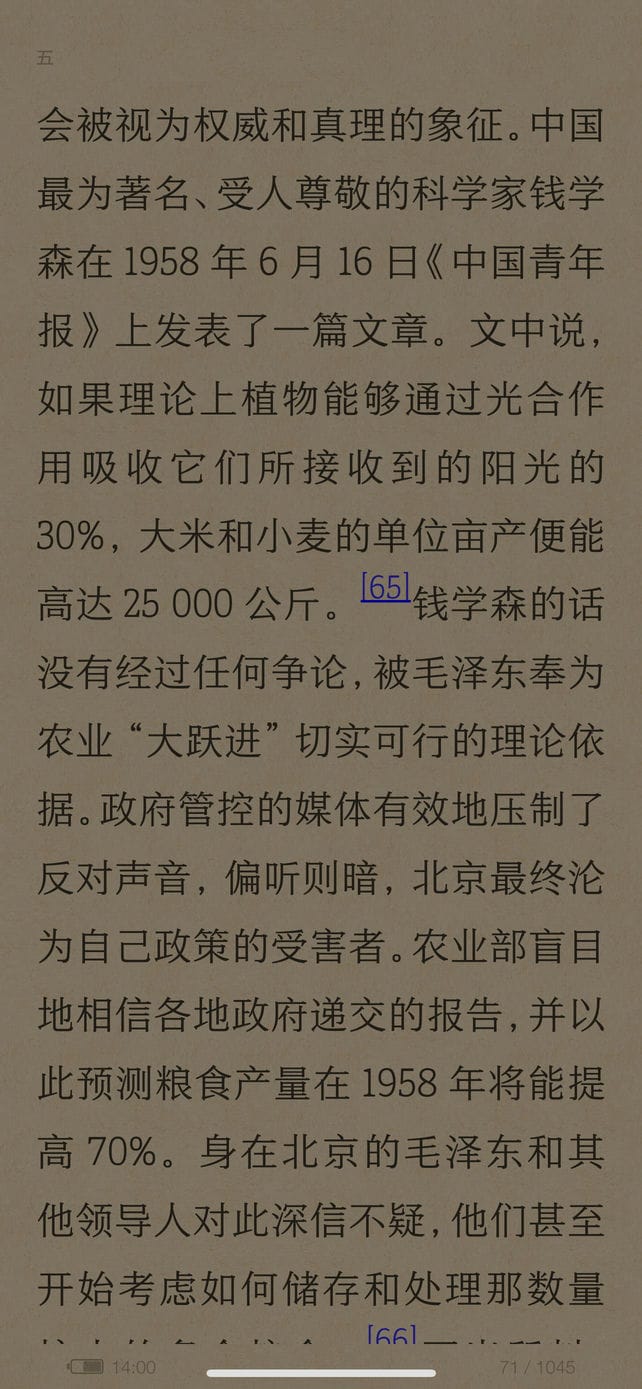 五
会被视为权威和真理的象征。中国
最为著名、受人尊敬的科学家钱学
森在 1958 年 6 月 16 日《中国青年
报》上发表了一篇文章。文中说，
如果理论上植物能够通过光合作
用吸收它们所接收到的阳光的
30%，大米和小麦的单位亩产便能
高达 25 000 公斤。[65]钱学森的话
没有经过任何争论，被毛泽东奉为
农业“大跃进”切实可行的理论依
据。政府管控的媒体有效地压制了
反对声音，偏听则暗，北京最终沦
为自己政策的受害者。农业部盲目
地相信各地政府递交的报告，并以
此预测粮食产量在 1958 年将能提
高 70%。身在北京的毛泽东和其
他领导人对此深信不疑，他们甚至
开始考虑如何储存和处理那数量
[66]
14:00
71 / 1045